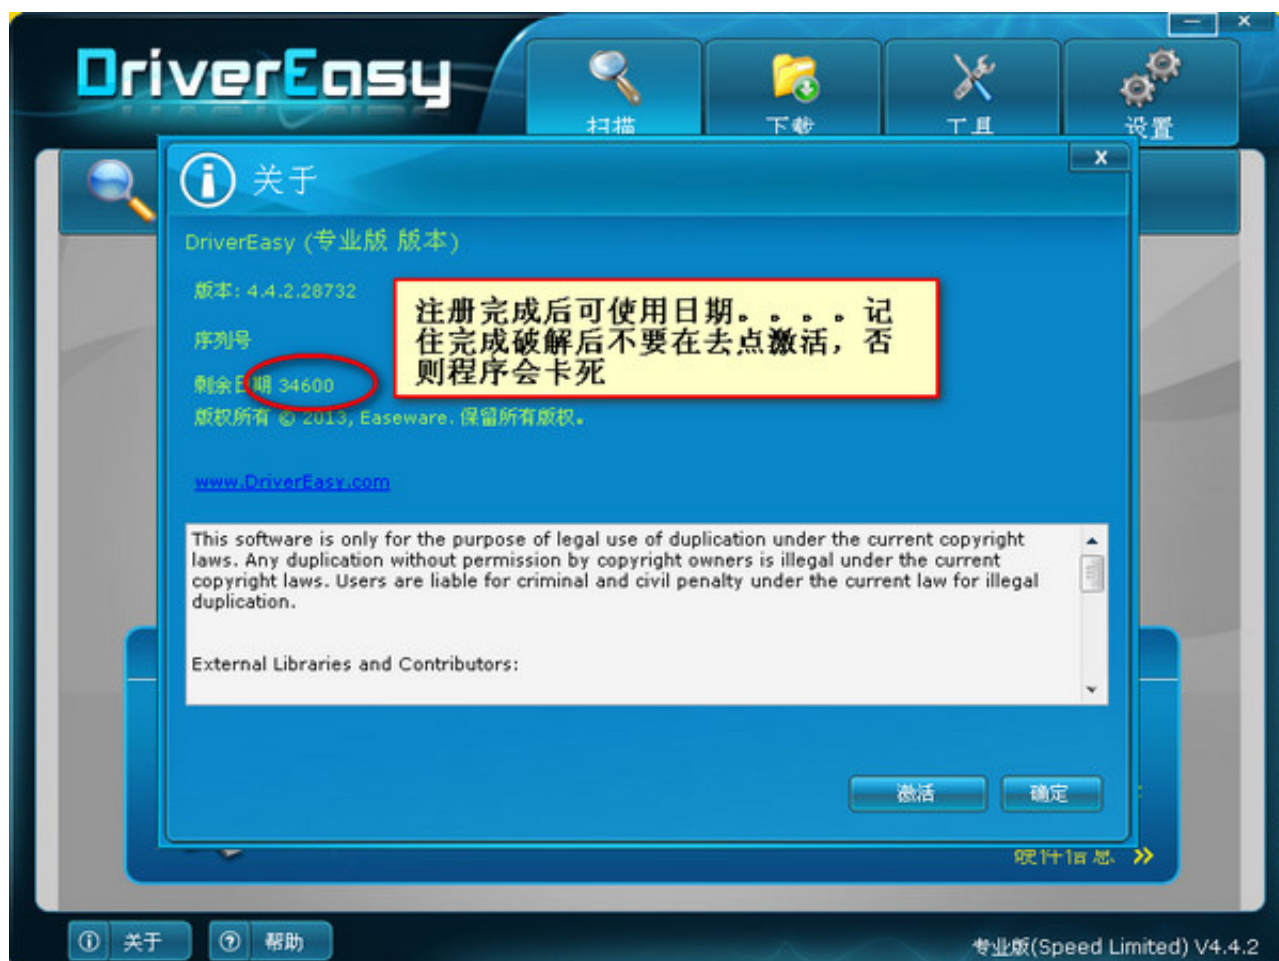 DriverEasy
扫描
下载
工具
设置
关于
DriverEasy (专业版 版本)
版本: 4.4.2.28732
注册完成后可使用日期。。。。记
住完成破解后不要在去点激活，否
则程序会卡死
序列号
剩余日期 34600
版权所有 © 2013, Easeware. 保留所有版权。
www.DriverEasy.com
This software is only for the purpose of legal use of duplication under the current copyright
laws. Any duplication without permission by copyright owners is illegal under the current
copyright laws. Users are liable for criminal and civil penalty under the current law for illegal
duplication.
External Libraries and Contributors:
激活
确定
硬件信息
关于
帮助
专业版(Speed Limited) V4.4.2